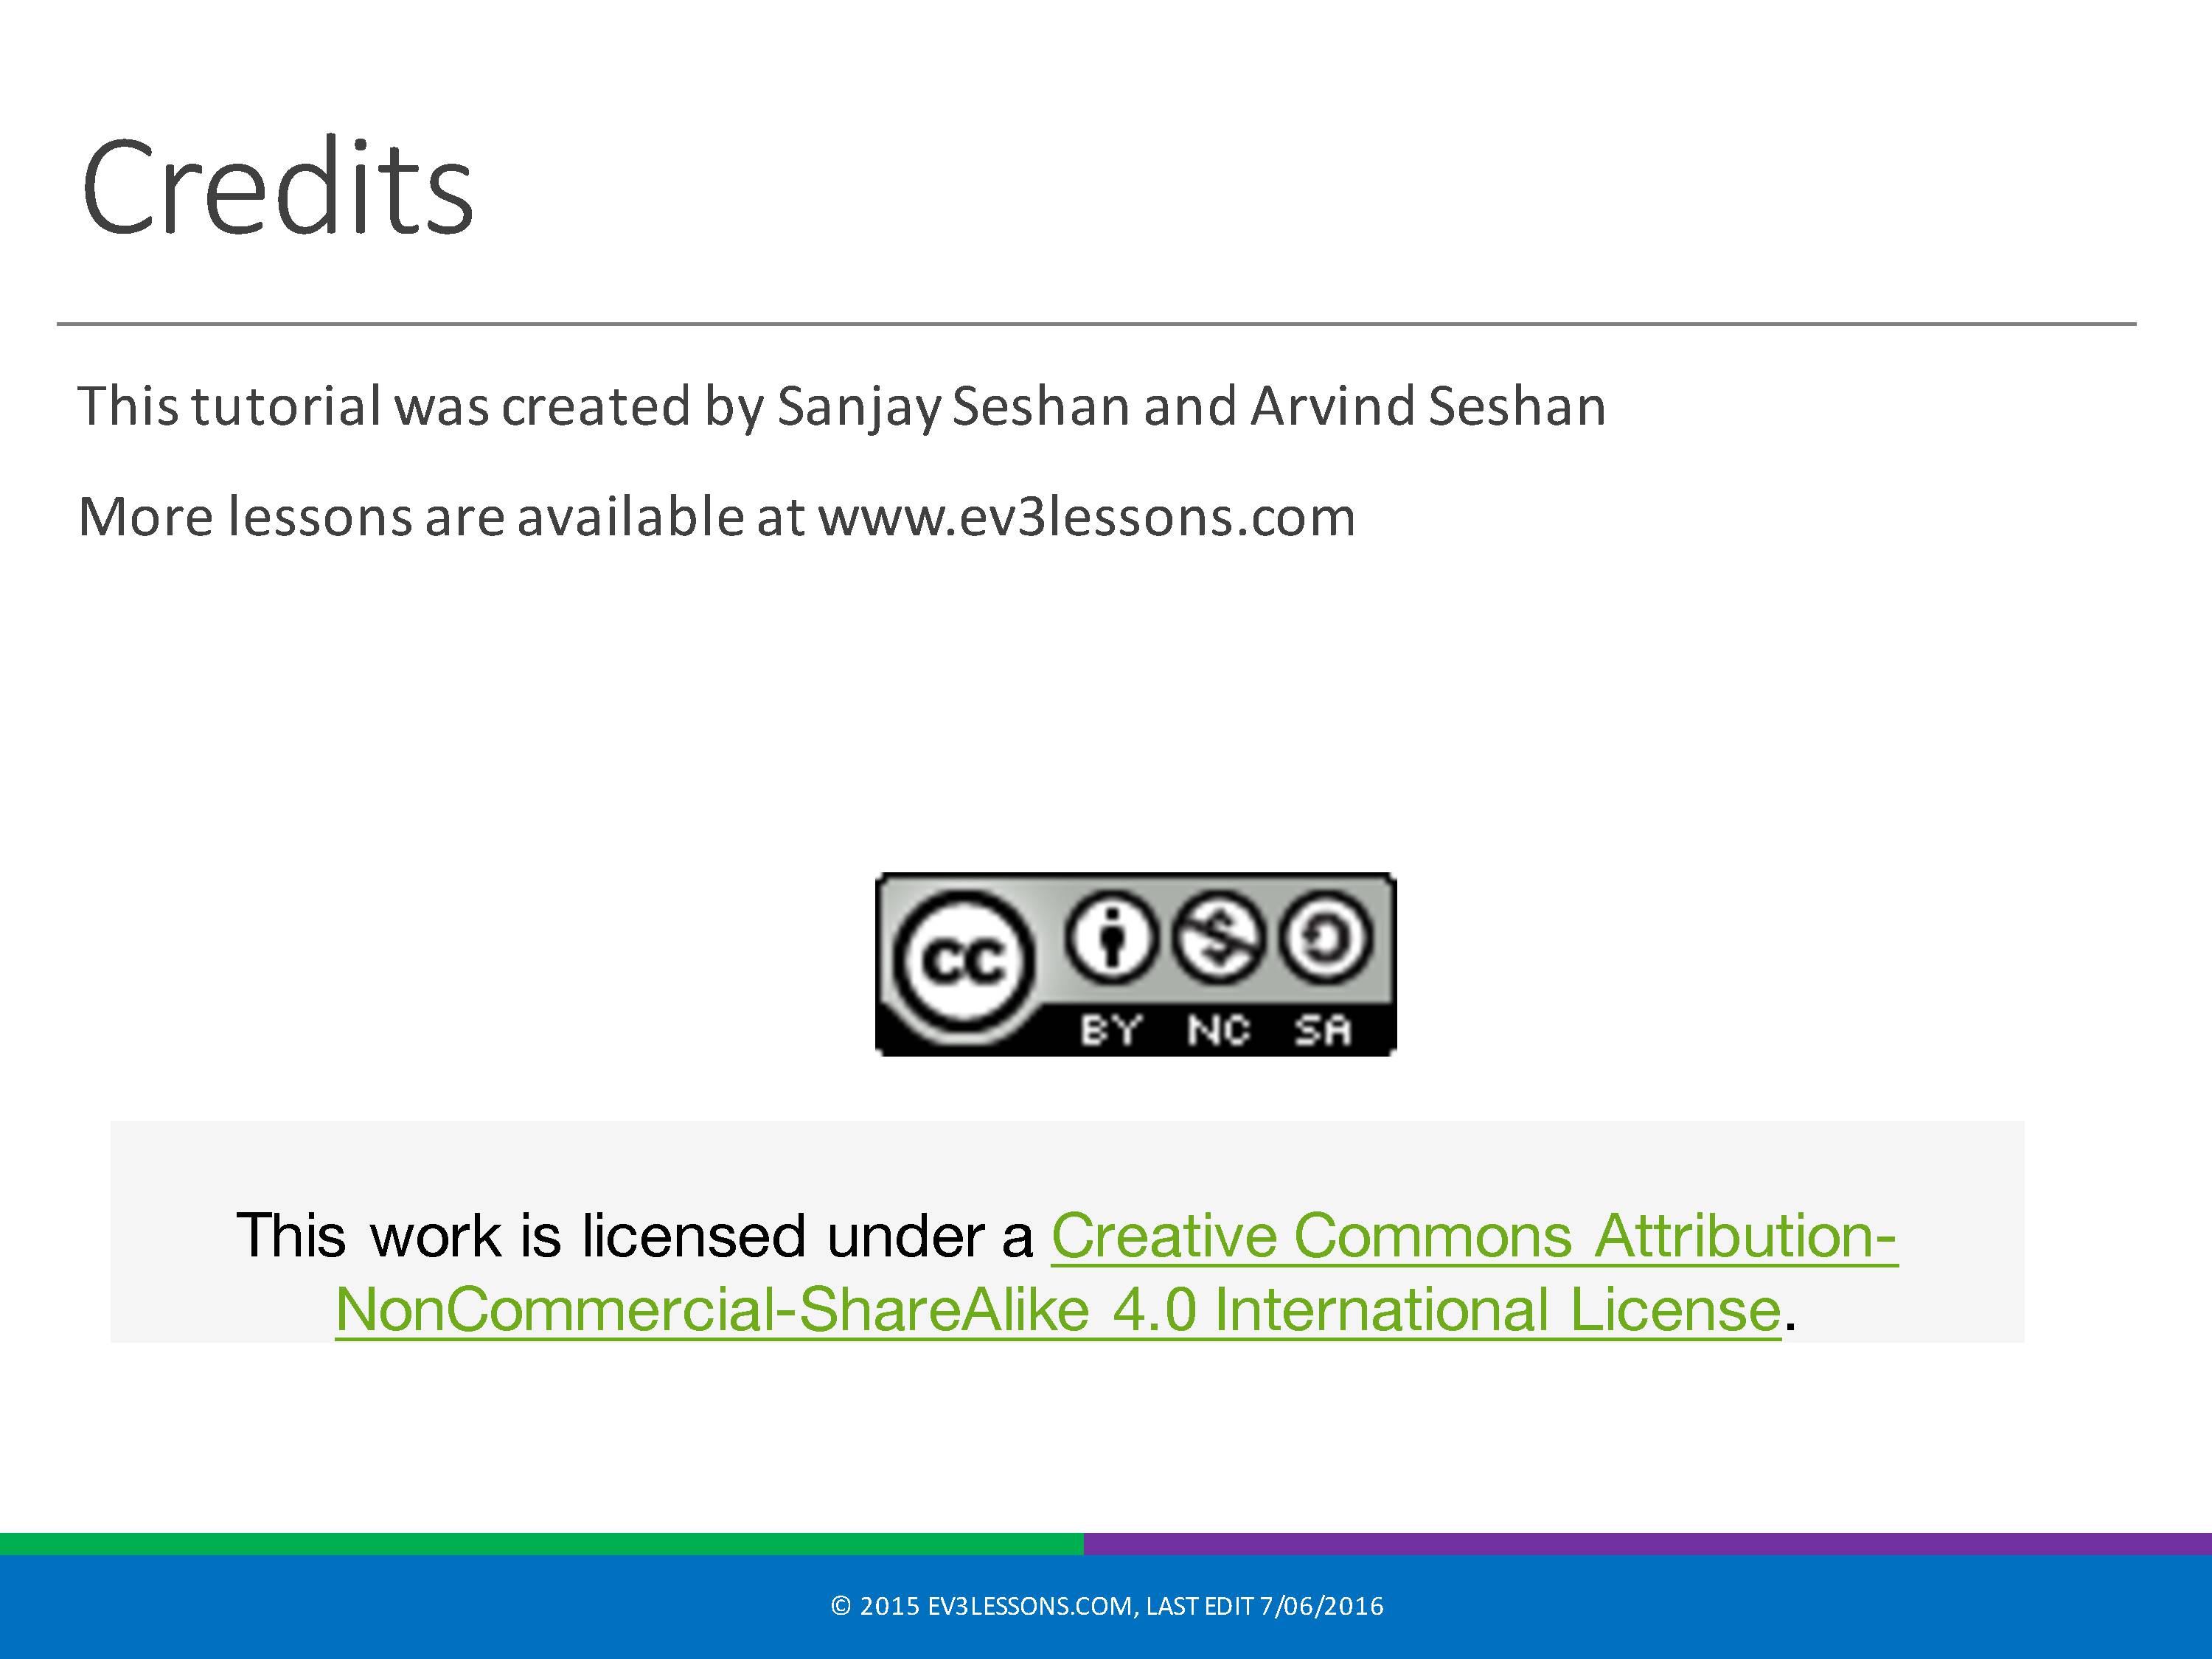 Credits
This tutorial was created by Sanjay Seshan and Arvind Seshan
More lessons are available at www.ev3lessons.com
cc
BY NC SA
This work is licensed under a Creative Commons Attribution-
NonCommercial-ShareAlike 4.0 International License.
© 2015 EV3LESSONS.COM, LAST EDIT 7/06/2016